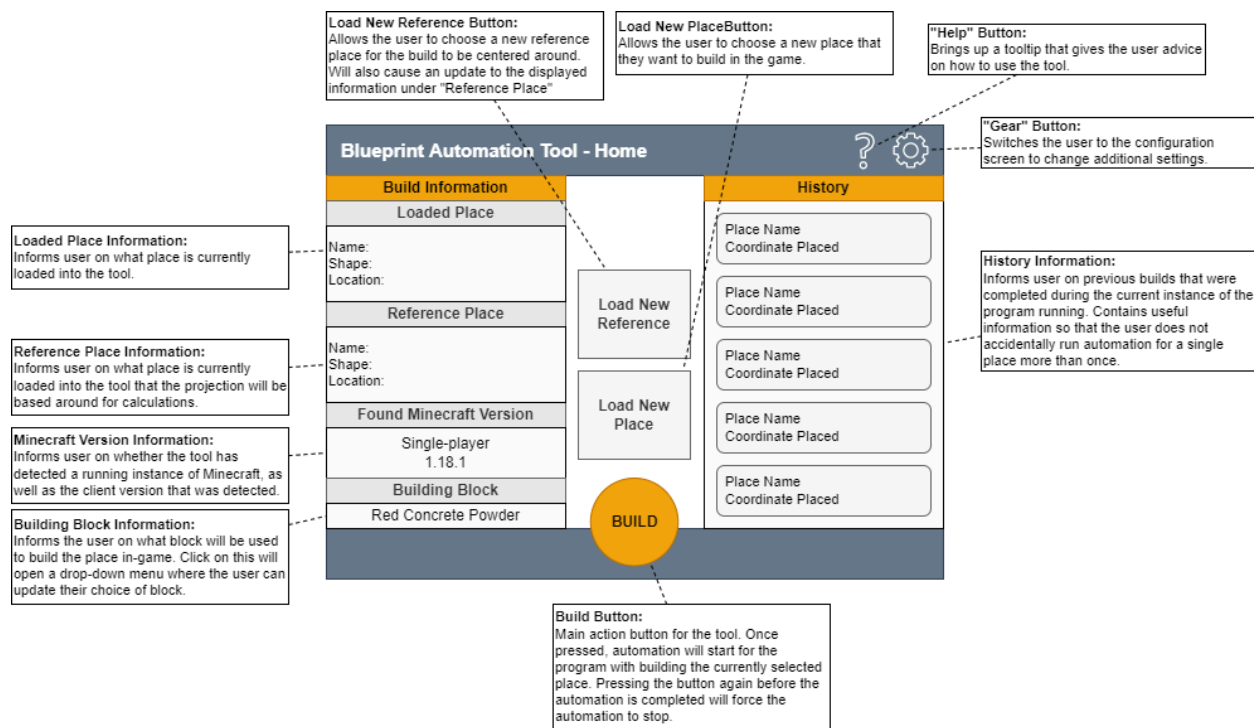 Load New Reference Button:
Allows the user to choose a new reference
place for the build to be centered around.
Will also cause an update to the displayed
information under "Reference Place"
Load New PlaceButton:
Allows the user to choose a new place that
they want to build in the game.
"Help" Button:
Brings up a tooltip that gives the user advice
on how to use the tool.
"Gear" Button:
Switches the user to the configuration
screen to change additional settings.
Blueprint Automation Tool - Home
?
Build Information
History
Loaded Place
Name:
Shape:
Location:
Reference Place
Name:
Shape:
Location:
Found Minecraft Version
Single-player
1.18.1
Building Block
Red Concrete Powder
Load New
Reference
Load New
Place
BUILD
Place Name
Coordinate Placed
Place Name
Coordinate Placed
Place Name
Coordinate Placed
Place Name
Coordinate Placed
Place Name
Coordinate Placed
Loaded Place Information:
Informs user on what place is currently
loaded into the tool.
Reference Place Information:
Informs user on what place is currently
loaded into the tool that the projection will be
based around for calculations.
Minecraft Version Information:
Informs user on whether the tool has
detected a running instance of Minecraft, as
well as the client version that was detected.
Building Block Information:
Informs the user on what block will be used
to build the place in-game. Click on this will
open a drop-down menu where the user can
update their choice of block.
History Information:
Informs user on previous builds that were
completed during the current instance of the
program running. Contains useful
information so that the user does not
accidentally run automation for a single
place more than once.
Build Button:
Main action button for the tool. Once
pressed, automation will start for the
program with building the currently selected
place. Pressing the button again before the
automation is completed will force the
automation to stop.